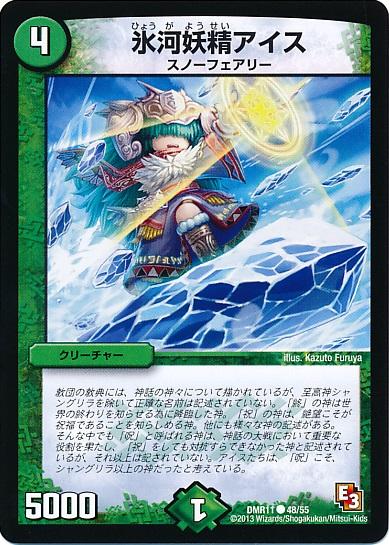 4
ひょう が ようせい
氷河妖精アイス
スノーフェアリー
illus. Kazuto Furuya
クリーチャー
教団の教典には、神話の神々について描かれているが、至高神シャン
グリラを除いて正確な名前は記述されていない。「終」の神は世
界の終わりを知らせる為に降臨した神。「祝」の神は、絶望こそが
祝福であることを知らしめる神。他にも様々な神の記述がある。
そんな中でも「呪」と呼ばれる神は、神話の大戦において重要な
役割を果たし、「祝」をしても対抗すらできなかったと記述されてい
るが、それ以上は記されていない。アイスたちは、「呪」こそ、
シャングリラ以上の神だったと考えている。
5000
1
DMR11 ● 48/55
©2013 Wizards/Shogakukan/Mitsui-Kids
E3